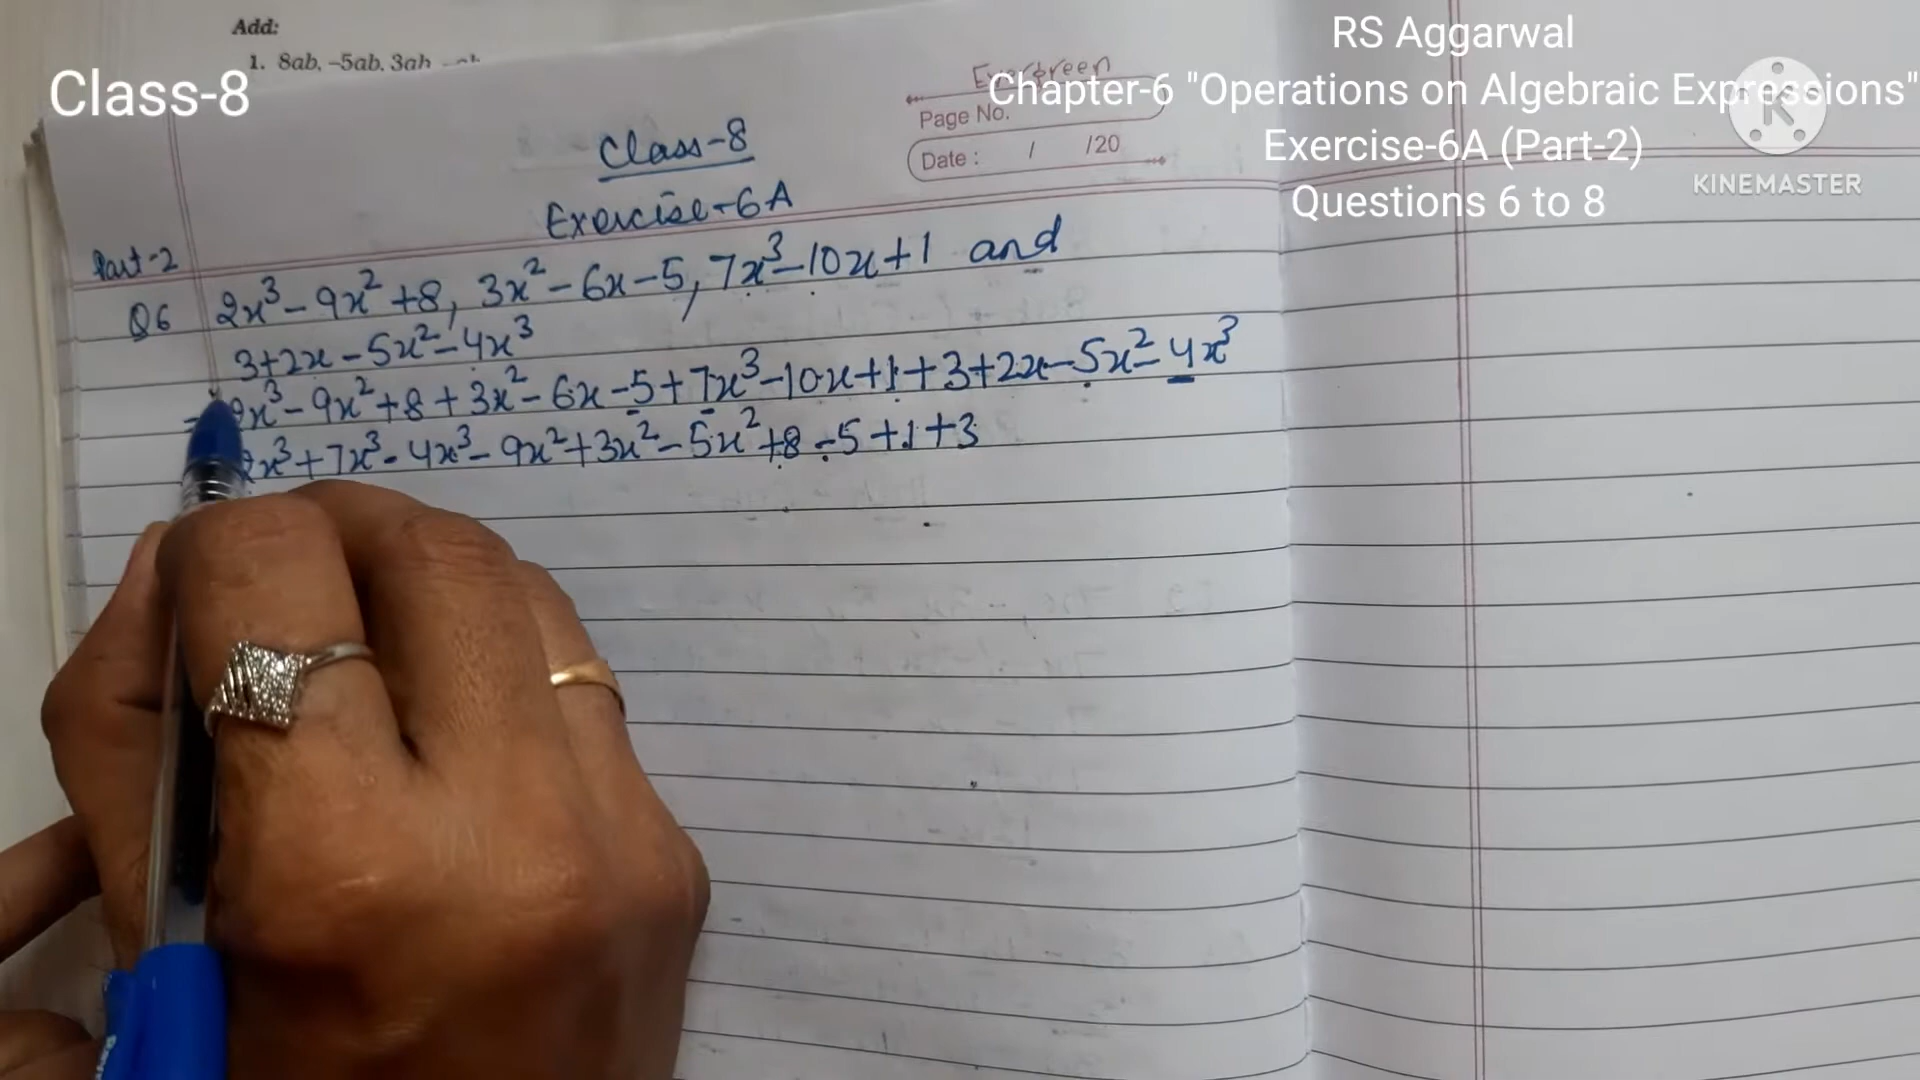 Add:
1. 8ab, –5ab, 3ab
Class-8
RS Aggarwal
Chapter-6 "Operations on Algebraic Expressions"
Exercise-6A (Part-2)
Questions 6 to 8
KINEMASTER
Evergreen
Page No.
Date : / /20
Class-8
Exercise-6A
Part-2
Q6 2x³ - 9x² + 8, 3x² - 6x - 5, 7x³ - 10x + 1 and
3 + 2x - 5x² - 4x³
x³ - 9x² + 8 + 3x² - 6x - 5 + 7x³ - 10x + 1 + 3 + 2x - 5x² - 4x³
2x³ + 7x³ - 4x³ - 9x² + 3x² - 5x² + 8 - 5 + 1 + 3